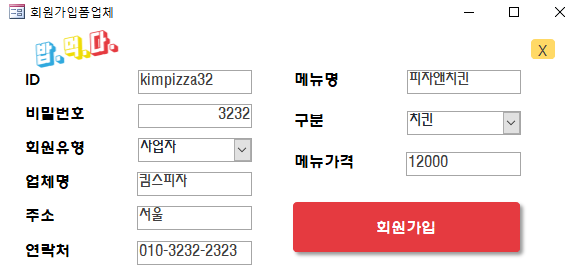 회원가입폼업체
밥.먹.다.
X
ID kimpizza32
비밀번호 3232
회원유형 사업자
업체명 킴스피자
주소 서울
연락처 010-3232-2323
메뉴명 피자앤치킨
구분 치킨
메뉴가격 12000
회원가입